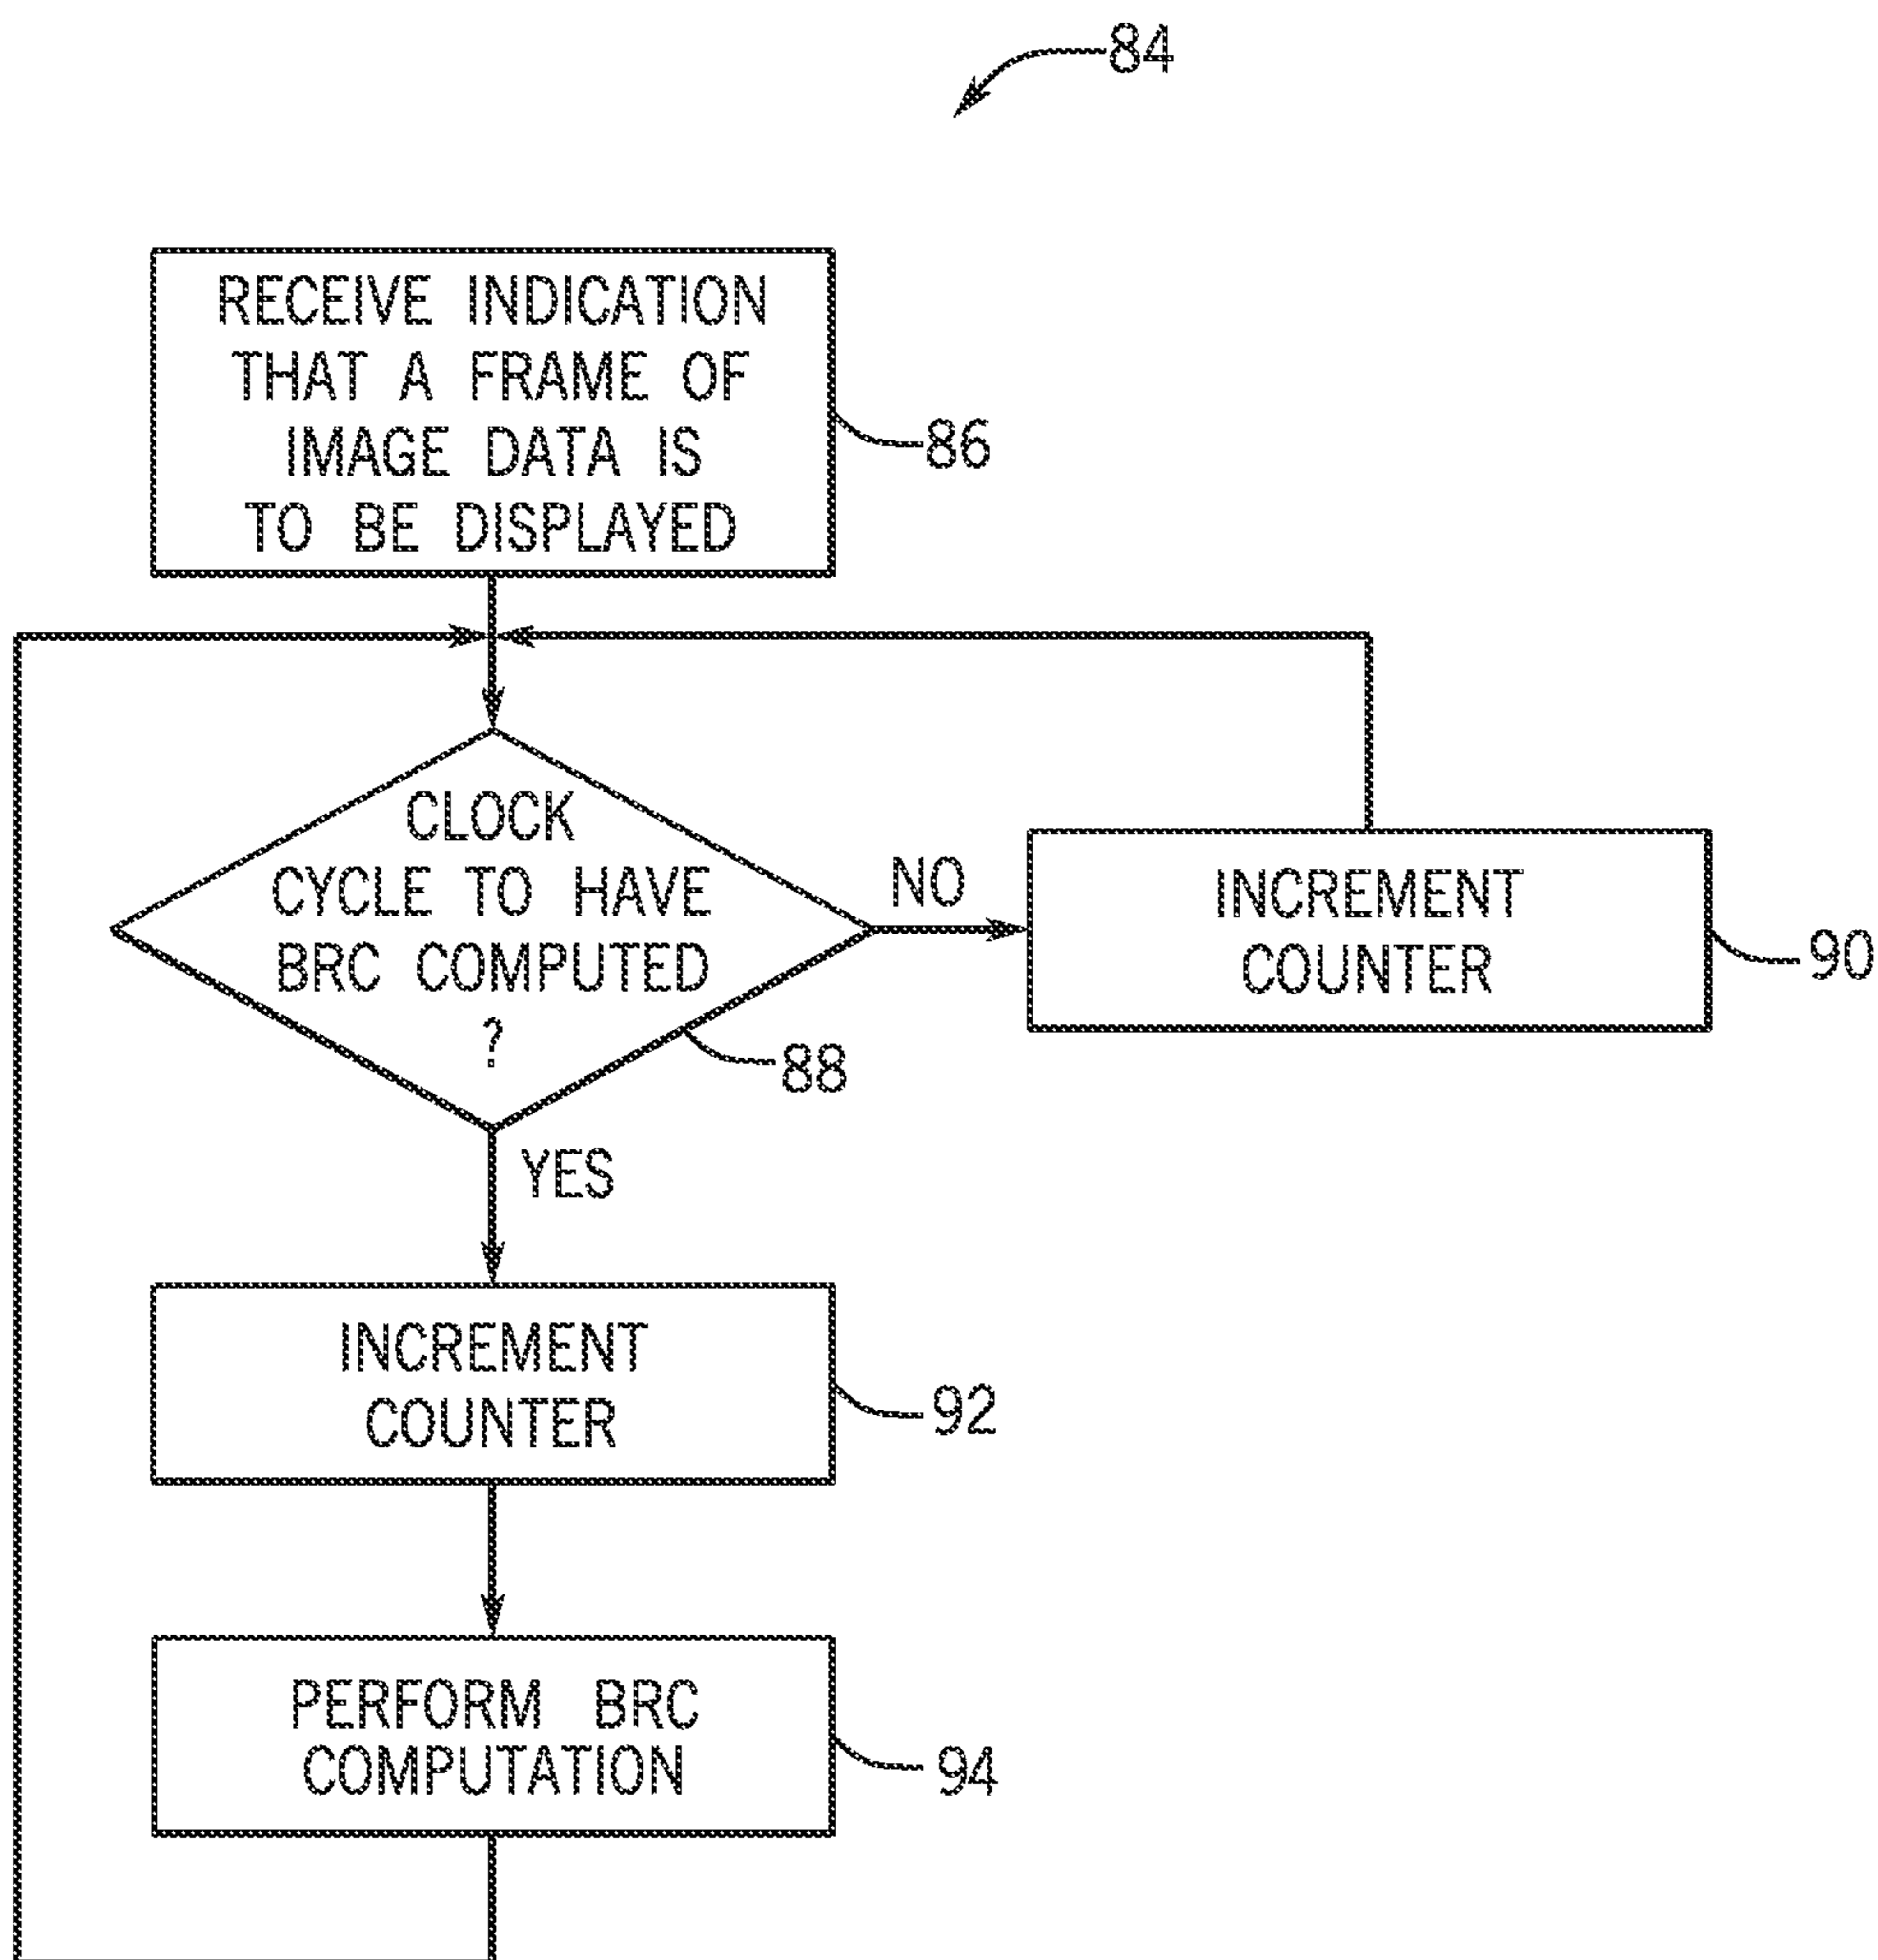 84
RECEIVE INDICATION
THAT A FRAME OF
IMAGE DATA IS
TO BE DISPLAYED
86
CLOCK
CYCLE TO HAVE
BRC COMPUTED
?
88
NO
INCREMENT
COUNTER
90
YES
INCREMENT
COUNTER
92
PERFORM BRC
COMPUTATION
94